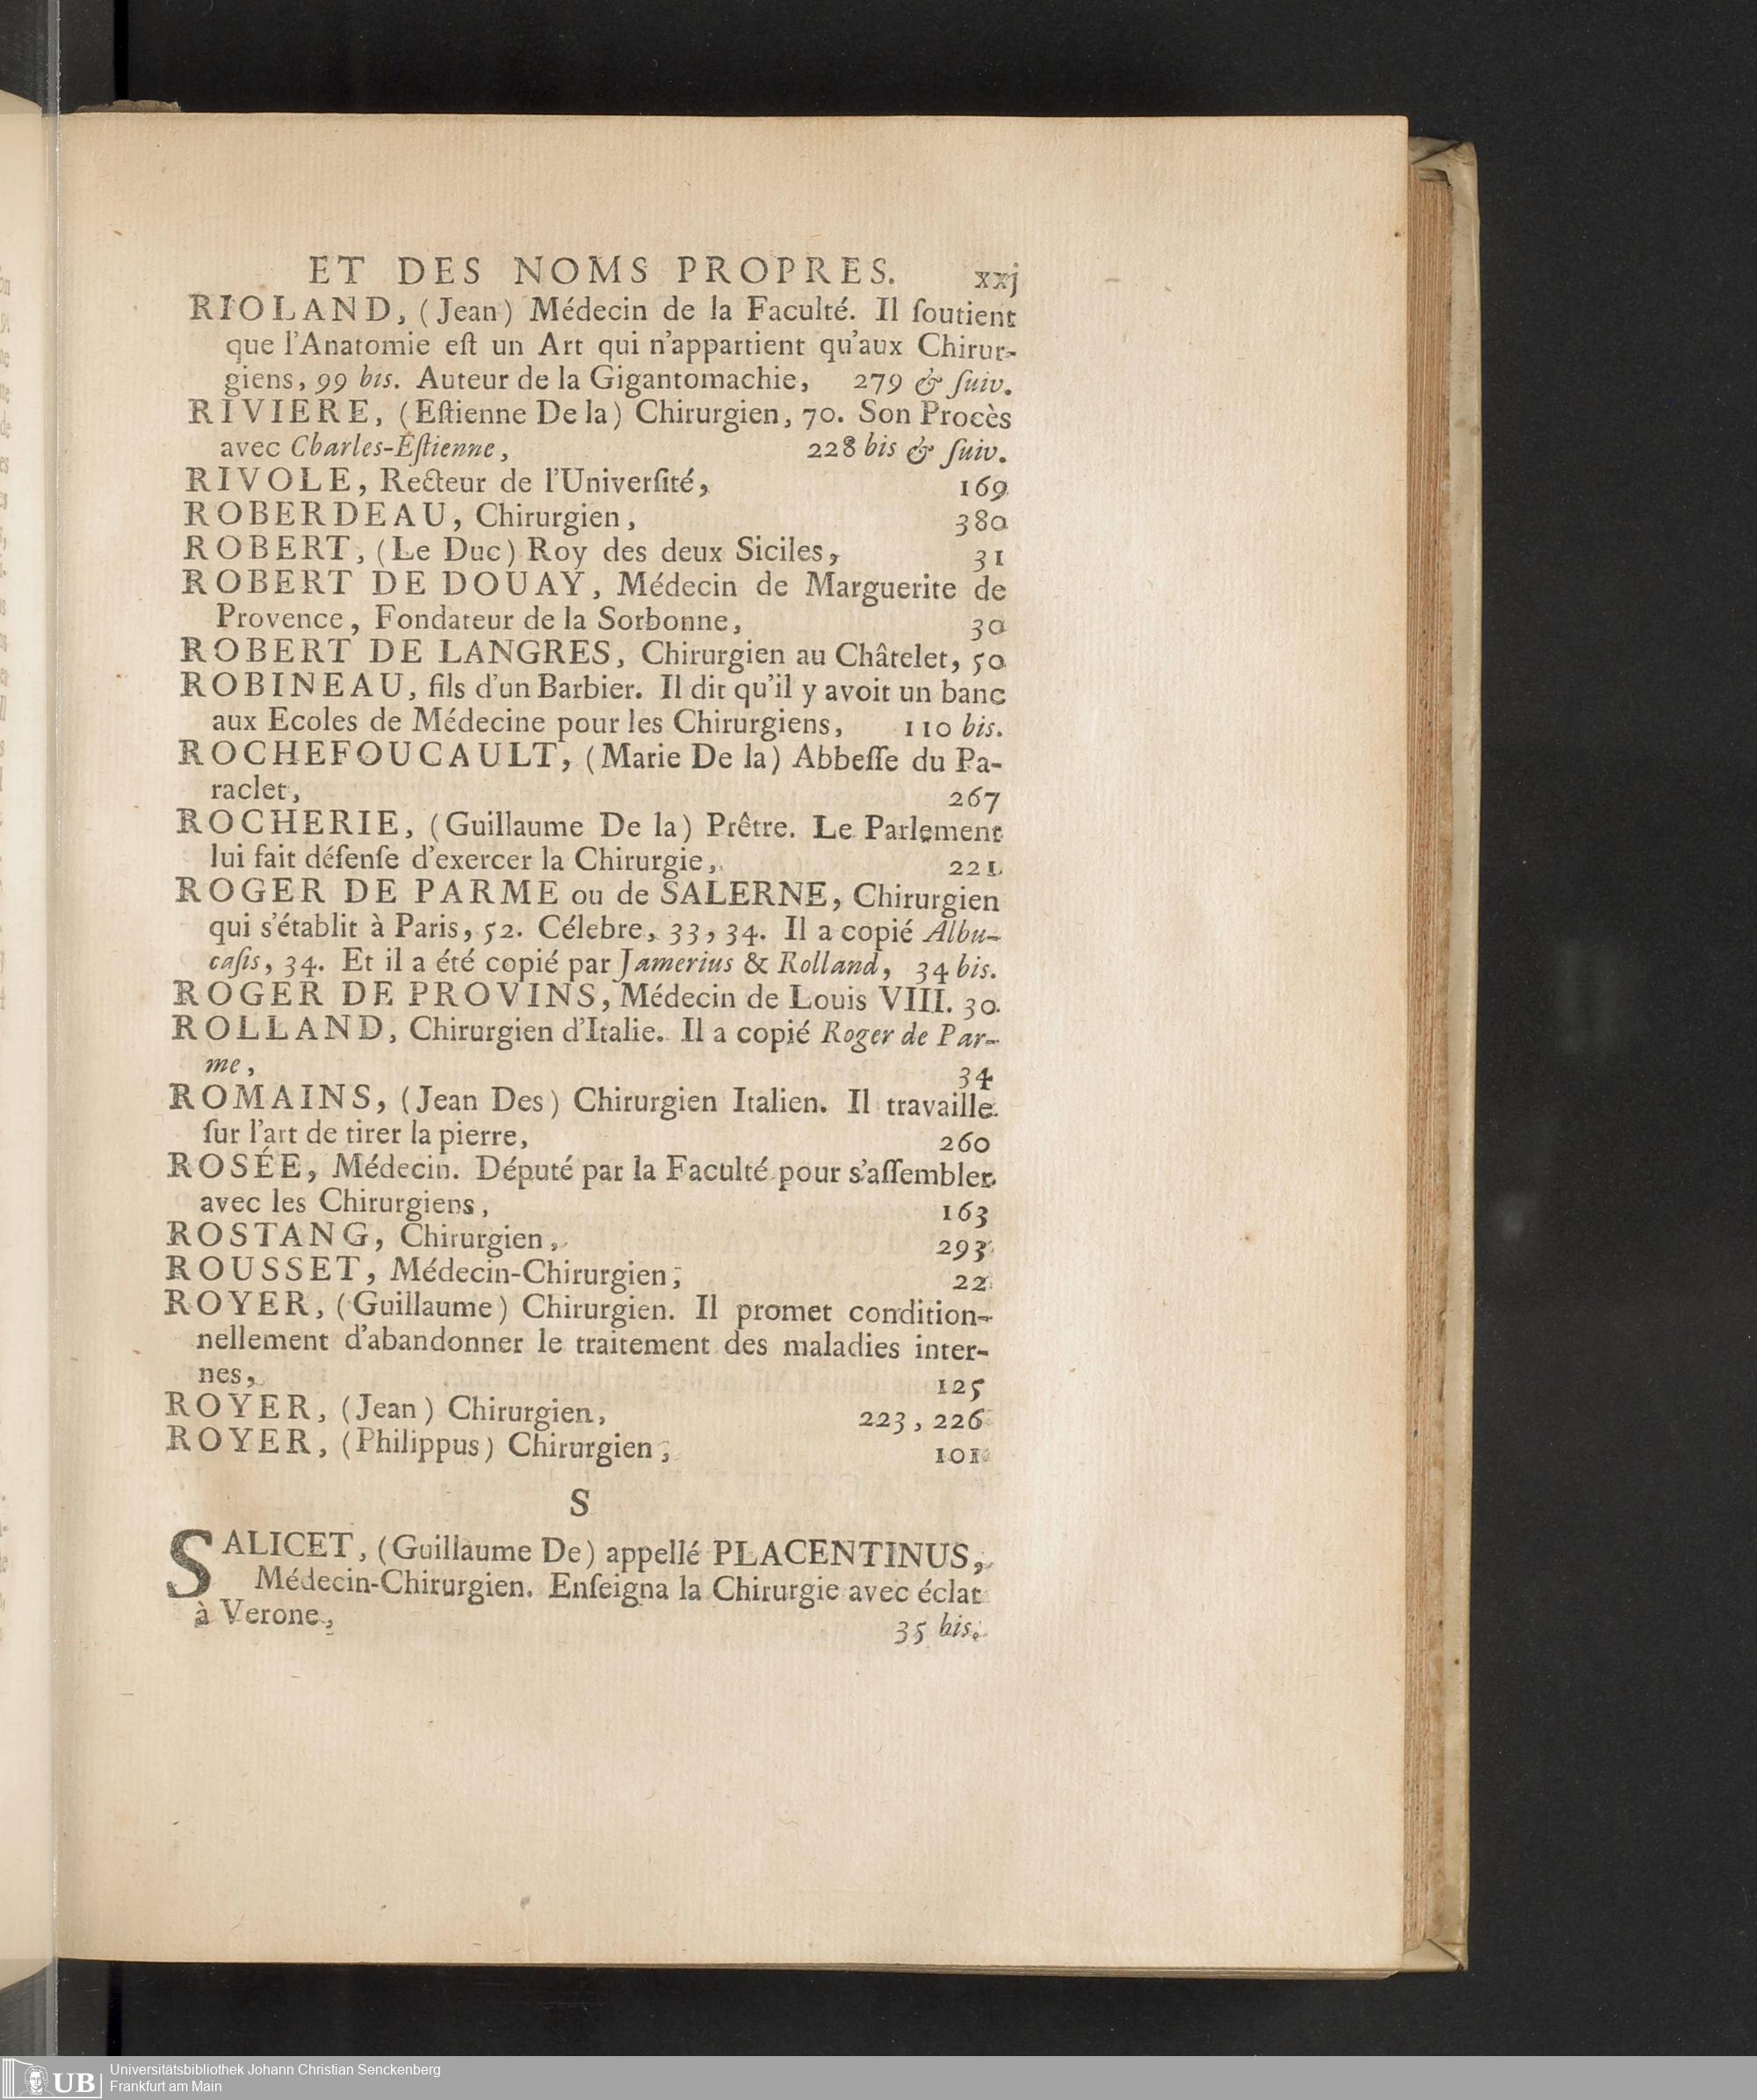 ET DES NOMS PROPRES. xxj
RIOLAND, (Jean) Médecin de la Faculté. Il ſoutient
que l'Anatomie eſt un Art qui n'appartient qu'aux Chirur-
giens, 99 bis. Auteur de la Gigantomachie, 279 & ſuiv.
RIVIERE, (Eſtienne De la) Chirurgien, 70. Son Procès
avec Charles-Eſtienne, 228 bis & ſuiv.
RIVOLE, Recteur de l'Univerſité, 169
ROBERDEAU, Chirurgien, 380
ROBERT, (Le Duc) Roy des deux Siciles, 31
ROBERT DE DOUAY, Médecin de Marguerite de
Provence, Fondateur de la Sorbonne, 30
ROBERT DE LANGRES, Chirurgien au Châtelet, 50
ROBINEAU, fils d'un Barbier. Il dit qu'il y avoit un banc
aux Ecoles de Médecine pour les Chirurgiens, 110 bis.
ROCHEFOUCAULT, (Marie De la) Abbeſſe du Pa-
raclet, 267
ROCHERIE, (Guillaume De la) Prêtre. Le Parlement
lui fait défenſe d'exercer la Chirurgie, 221
ROGER DE PARME ou de SALERNE, Chirurgien
qui s'établit à Paris, 52. Célebre, 33, 34. Il a copié Albu-
caſis, 34. Et il a été copié par Jamerius & Rolland, 34 bis.
ROGER DE PROVINS, Médecin de Louis VIII. 30.
ROLLAND, Chirurgien d'Italie. Il a copié Roger de Par-
me, 34
ROMAINS, (Jean Des) Chirurgien Italien. Il travaille
ſur l'art de tirer la pierre, 260
ROSÉE, Médecin. Député par la Faculté pour s'aſſembler
avec les Chirurgiens, 163
ROSTANG, Chirurgien, 293
ROUSSET, Médecin-Chirurgien, 22
ROYER, (Guillaume) Chirurgien. Il promet condition-
nellement d'abandonner le traitement des maladies inter-
nes, 125
ROYER, (Jean) Chirurgien, 223, 226
ROYER, (Philippus) Chirurgien, 101
S
SALICET, (Guillaume De) appellé PLACENTINUS,
Médecin-Chirurgien. Enſeigna la Chirurgie avec éclat
à Verone, 35 bis.
UB Universitätsbibliothek Johann Christian Senckenberg
Frankfurt am Main